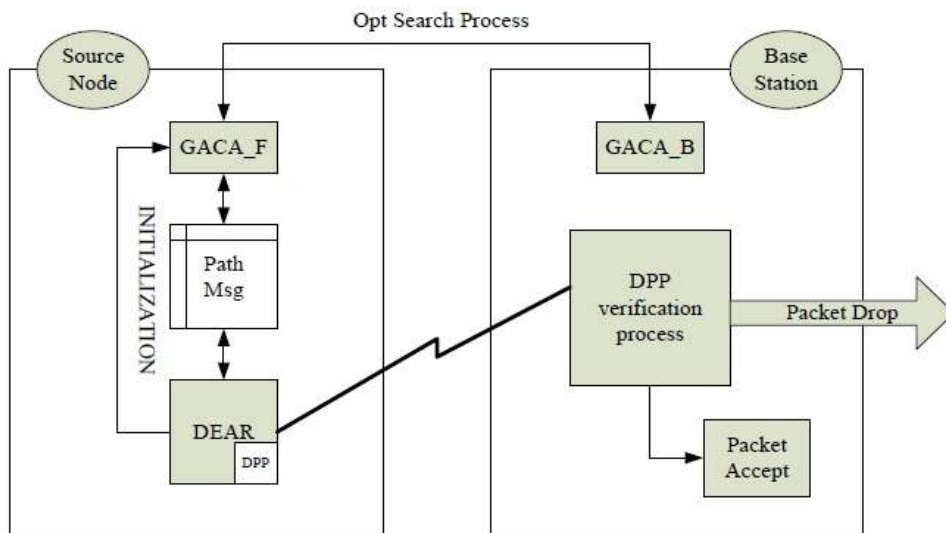 Opt Search Process
Source
Node
Base
Station
GACA_F
GACA_B
INITIALIZATION
Path
Msg
DPP
verification
process
Packet Drop
DEAR
DPP
Packet
Accept